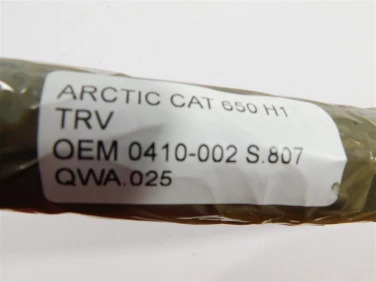 ARCTIC CAT 650 H1
TRV
OEM 0410-002 S.807
QWA.025